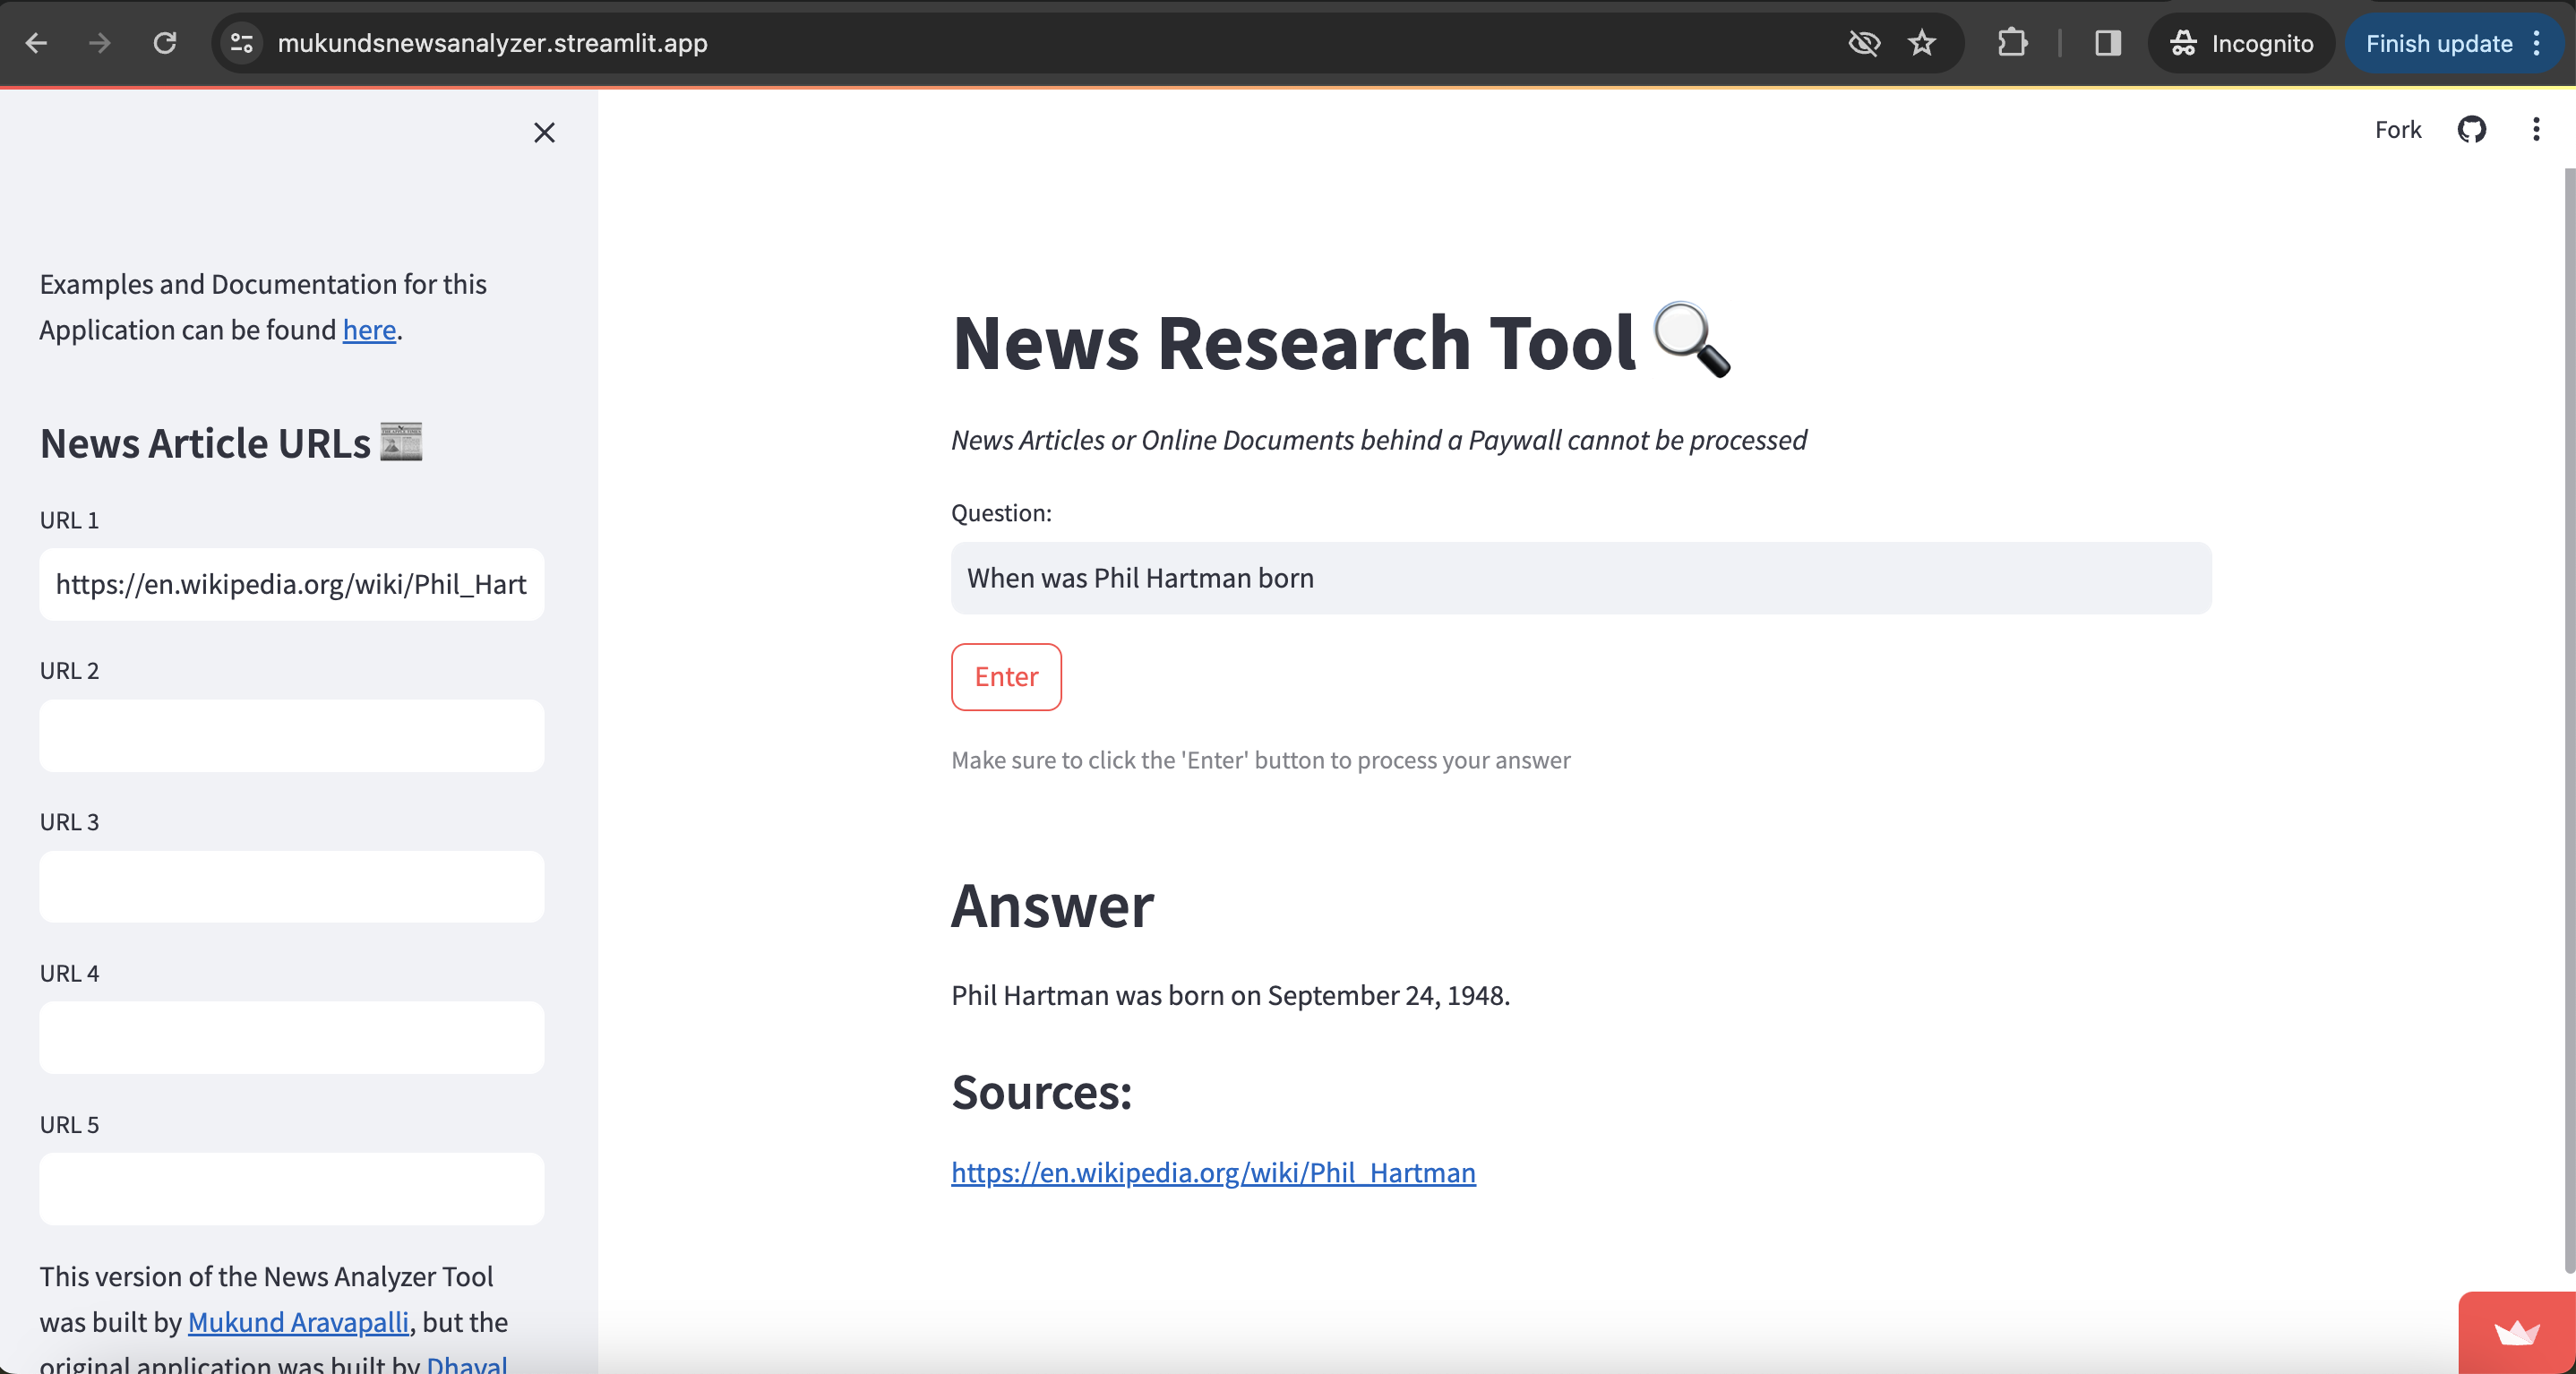 mukundsnewsanalyzer.streamlit.app
Incognito
Finish update
Fork
Examples and Documentation for this
Application can be found here.
News Article URLs
URL 1
https://en.wikipedia.org/wiki/Phil_Hart
URL 2
URL 3
URL 4
URL 5
This version of the News Analyzer Tool
was built by Mukund Aravapalli, but the
original application was built by Dhaval
News Research Tool
News Articles or Online Documents behind a Paywall cannot be processed
Question:
When was Phil Hartman born
Enter
Make sure to click the 'Enter' button to process your answer
Answer
Phil Hartman was born on September 24, 1948.
Sources:
https://en.wikipedia.org/wiki/Phil_Hartman